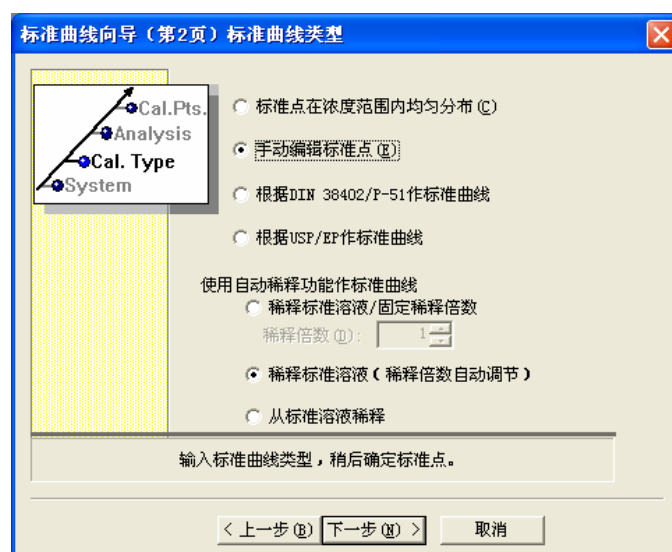 标准曲线向导（第2页）标准曲线类型
Cal.Pts.
Analysis
Cal. Type
System
标准点在浓度范围内均匀分布(C)
手动编辑标准点(E)
根据DIN 38402/P-51作标准曲线
根据USP/EP作标准曲线
使用自动稀释功能作标准曲线
稀释标准溶液/固定稀释倍数
稀释倍数(D): 1
稀释标准溶液（稀释倍数自动调节）
从标准溶液稀释
输入标准曲线类型，稍后确定标准点。
< 上一步(B) 下一步(N) > 取消